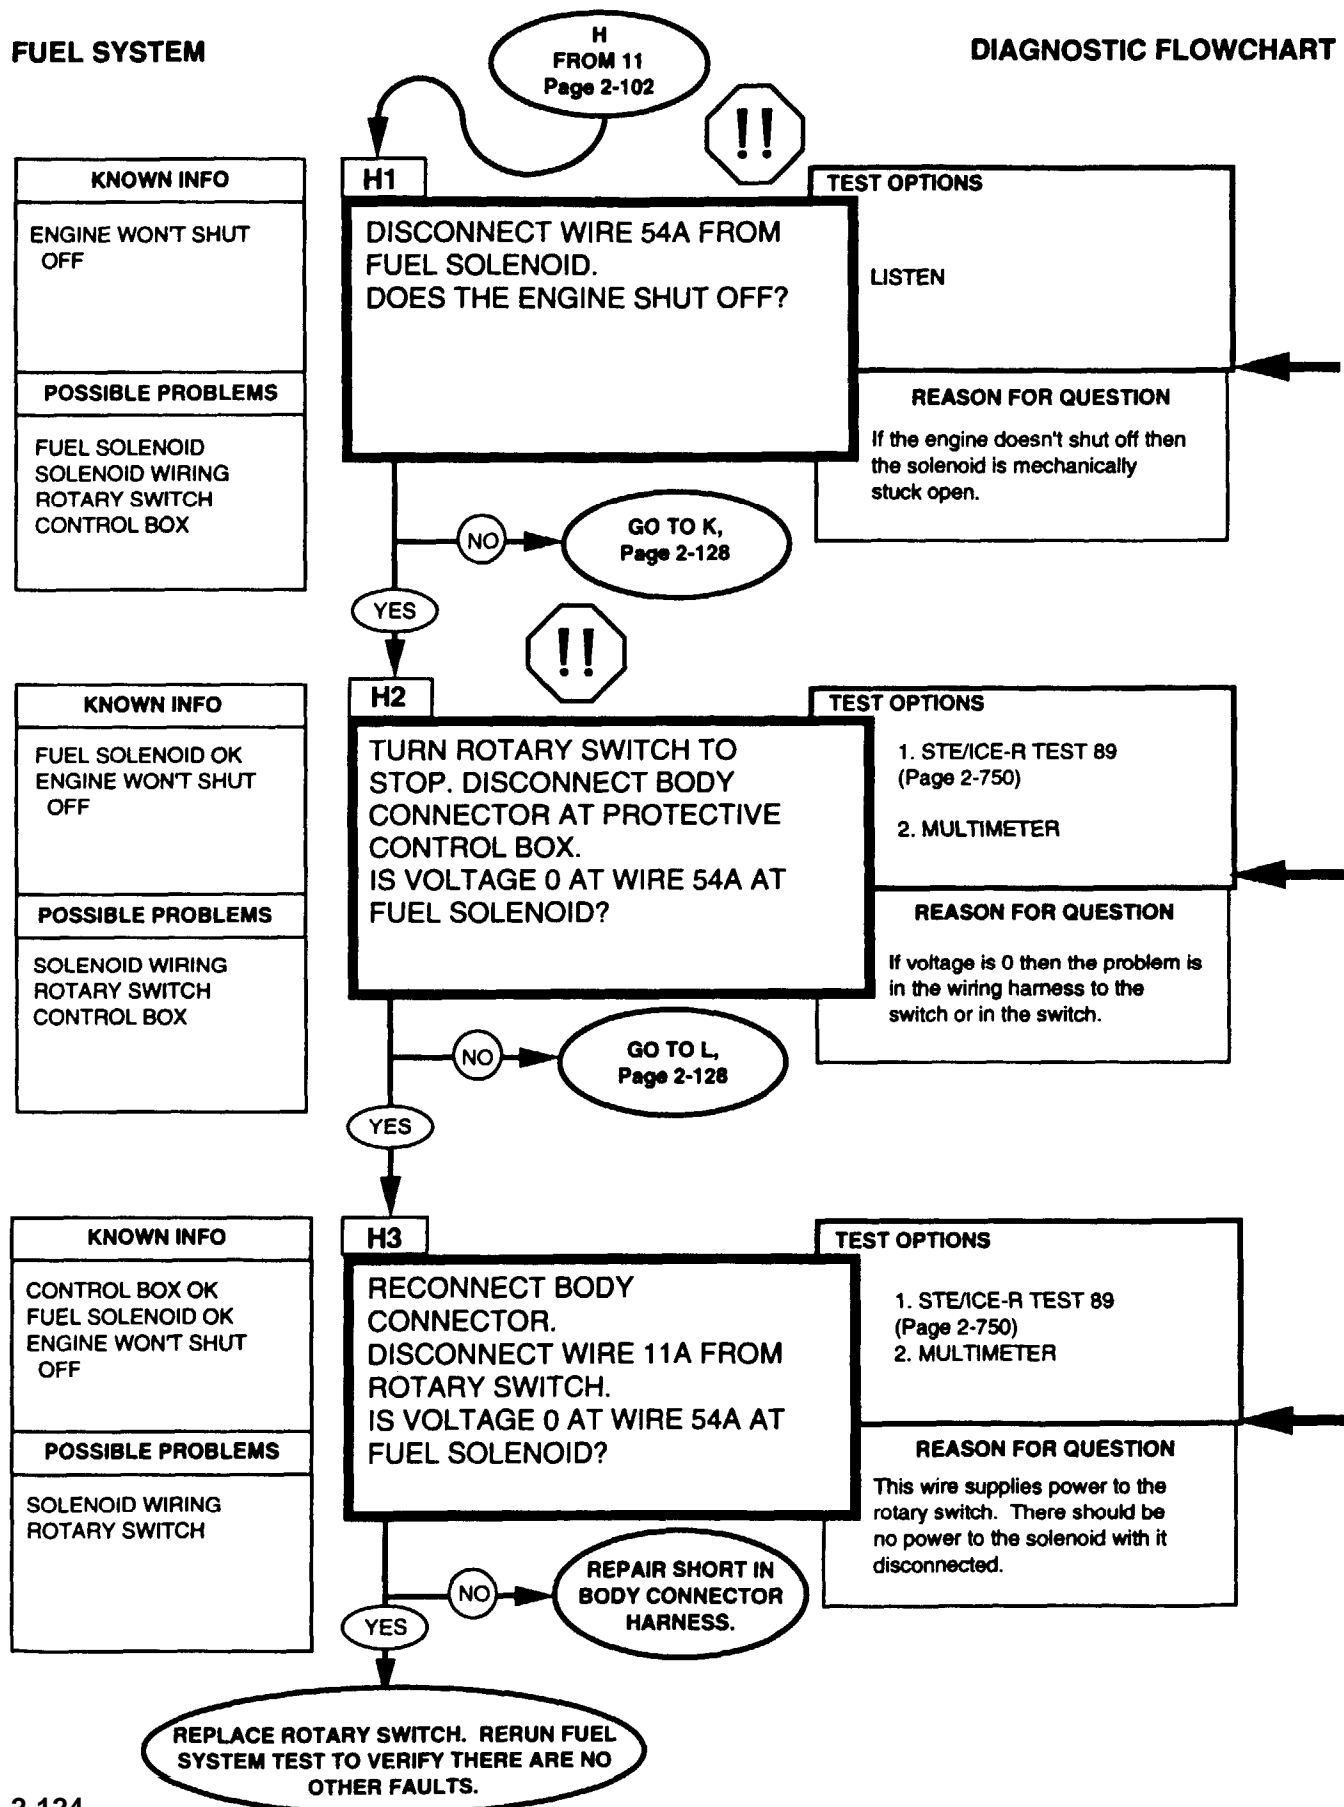 FUEL SYSTEM
DIAGNOSTIC FLOWCHART
H
FROM 11
Page 2-102
!!
KNOWN INFO
ENGINE WON'T SHUT
OFF
POSSIBLE PROBLEMS
FUEL SOLENOID
SOLENOID WIRING
ROTARY SWITCH
CONTROL BOX
H1
DISCONNECT WIRE 54A FROM
FUEL SOLENOID.
DOES THE ENGINE SHUT OFF?
TEST OPTIONS
LISTEN
REASON FOR QUESTION
If the engine doesn't shut off then
the solenoid is mechanically
stuck open.
NO
GO TO K,
Page 2-128
YES
!!
KNOWN INFO
FUEL SOLENOID OK
ENGINE WON'T SHUT
OFF
POSSIBLE PROBLEMS
SOLENOID WIRING
ROTARY SWITCH
CONTROL BOX
H2
TURN ROTARY SWITCH TO
STOP. DISCONNECT BODY
CONNECTOR AT PROTECTIVE
CONTROL BOX.
IS VOLTAGE 0 AT WIRE 54A AT
FUEL SOLENOID?
TEST OPTIONS
1. STE/ICE-R TEST 89
(Page 2-750)
2. MULTIMETER
REASON FOR QUESTION
If voltage is 0 then the problem is
in the wiring harness to the
switch or in the switch.
NO
GO TO L,
Page 2-128
YES
KNOWN INFO
CONTROL BOX OK
FUEL SOLENOID OK
ENGINE WON'T SHUT
OFF
POSSIBLE PROBLEMS
SOLENOID WIRING
ROTARY SWITCH
H3
RECONNECT BODY
CONNECTOR.
DISCONNECT WIRE 11A FROM
ROTARY SWITCH.
IS VOLTAGE 0 AT WIRE 54A AT
FUEL SOLENOID?
TEST OPTIONS
1. STE/ICE-R TEST 89
(Page 2-750)
2. MULTIMETER
REASON FOR QUESTION
This wire supplies power to the
rotary switch. There should be
no power to the solenoid with it
disconnected.
NO
REPAIR SHORT IN
BODY CONNECTOR
HARNESS.
YES
REPLACE ROTARY SWITCH. RERUN FUEL
SYSTEM TEST TO VERIFY THERE ARE NO
OTHER FAULTS.
2-124